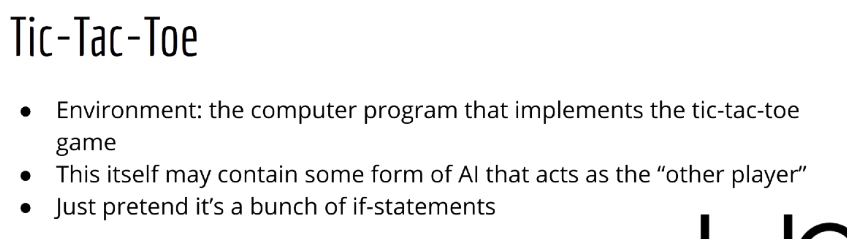 Tic-Tac-Toe
● Environment: the computer program that implements the tic-tac-toe
game
● This itself may contain some form of AI that acts as the “other player”
● Just pretend it’s a bunch of if-statements